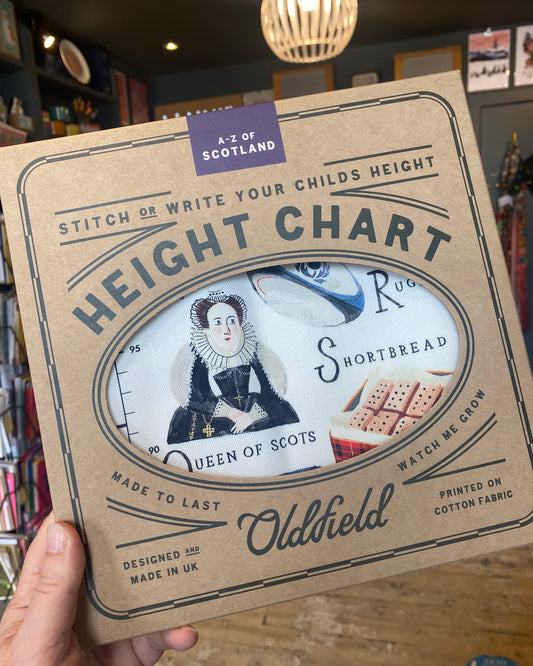 A-Z OF
SCOTLAND
STITCH OR WRITE YOUR CHILDS HEIGHT
HEIGHT CHART
95
RUG
SHORTBREAD
90
QUEEN OF SCOTS
MADE TO LAST
WATCH ME GROW
Oldfield
DESIGNED AND
MADE IN UK
PRINTED ON
COTTON FABRIC